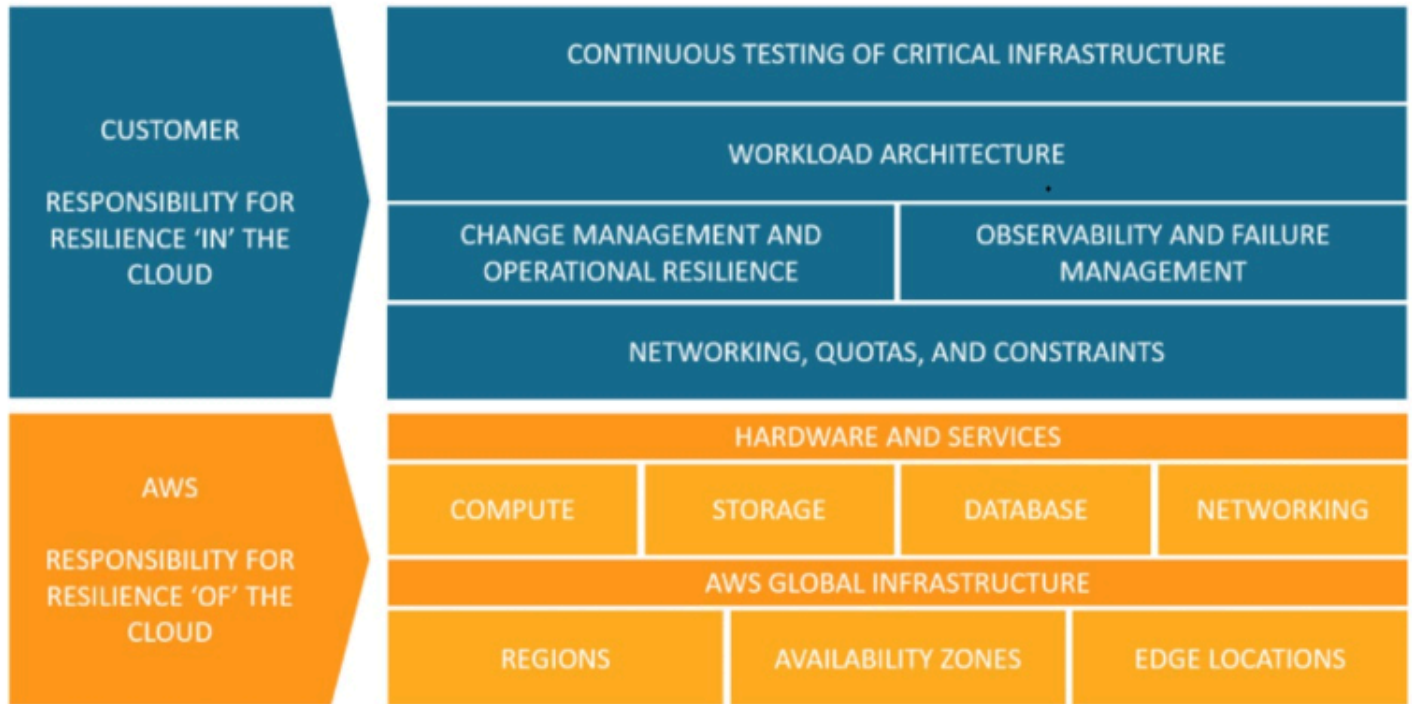 CUSTOMER
RESPONSIBILITY FOR
RESILIENCE ‘IN’ THE
CLOUD
CONTINUOUS TESTING OF CRITICAL INFRASTRUCTURE
WORKLOAD ARCHITECTURE
CHANGE MANAGEMENT AND
OPERATIONAL RESILIENCE
OBSERVABILITY AND FAILURE
MANAGEMENT
NETWORKING, QUOTAS, AND CONSTRAINTS
AWS
RESPONSIBILITY FOR
RESILIENCE ‘OF’ THE
CLOUD
HARDWARE AND SERVICES
COMPUTE
STORAGE
DATABASE
NETWORKING
AWS GLOBAL INFRASTRUCTURE
REGIONS
AVAILABILITY ZONES
EDGE LOCATIONS